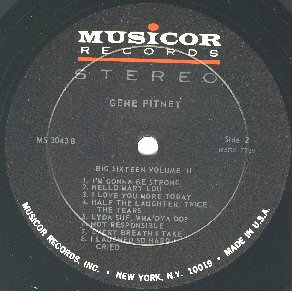 MUSICOR
RECORDS
STEREO
GENE PITNEY
MS 3043 B
Side 2
BIG SIXTEEN VOLUME II
1. I'M GONNA BE STRONG
2. HELLO MARY LOU
3. I LOVE YOU MORE TODAY
4. HALF THE LAUGHTER, TWICE
THE TEARS
5. LYDA SUE, WHA'DYA DO?
6. NOT RESPONSIBLE
7. EVERY BREATH I TAKE
8. I LAUGHED SO HARD I
CRIED
MUSICOR RECORDS, INC. • NEW YORK, N.Y. 10019 • MADE IN U.S.A.